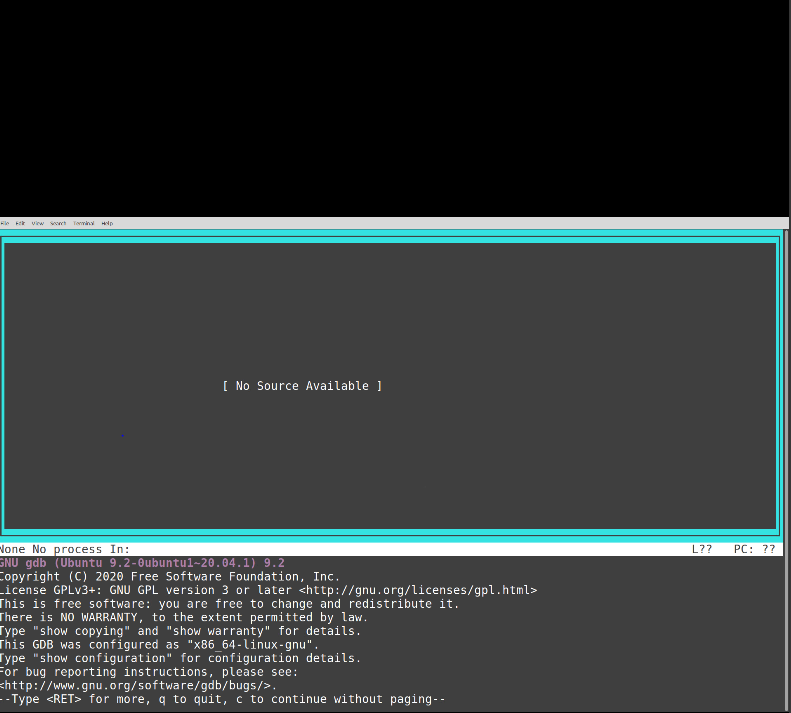 File Edit View Search Terminal Help
[ No Source Available ]
None No process In: L?? PC: ??
GNU gdb (Ubuntu 9.2-0ubuntu1~20.04.1) 9.2
Copyright (C) 2020 Free Software Foundation, Inc.
License GPLv3+: GNU GPL version 3 or later <http://gnu.org/licenses/gpl.html>
This is free software: you are free to change and redistribute it.
There is NO WARRANTY, to the extent permitted by law.
Type "show copying" and "show warranty" for details.
This GDB was configured as "x86_64-linux-gnu".
Type "show configuration" for configuration details.
For bug reporting instructions, please see:
<http://www.gnu.org/software/gdb/bugs/>.
--Type <RET> for more, q to quit, c to continue without paging--